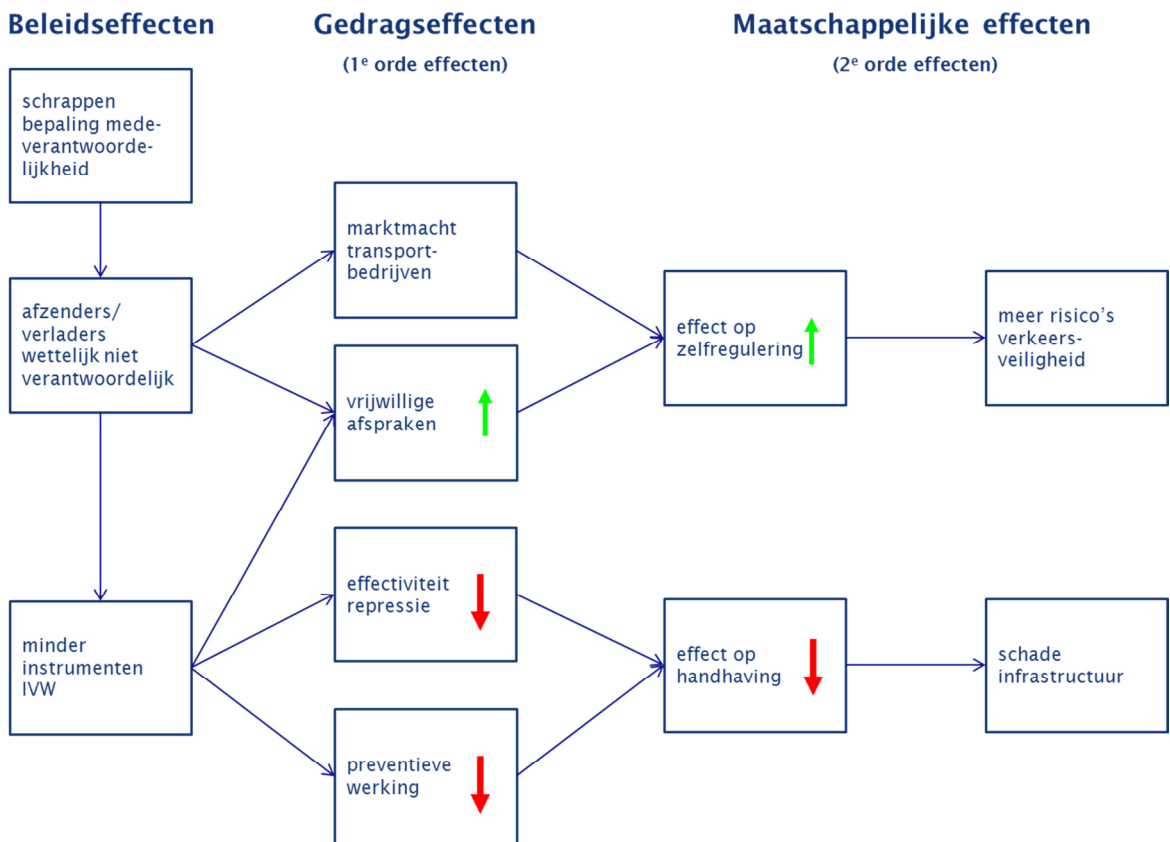 Beleidseffecten
Gedragseffecten
(1e orde effecten)
Maatschappelijke effecten
(2e orde effecten)
schrappen
bepaling mede-
verantwoorde-
lijkheid
afzenders/
verladers
wettelijk niet
verantwoordelijk
minder
instrumenten
IVW
marktmacht
transport-
bedrijven
vrijwillige
afspraken
effectiviteit
repressie
preventieve
werking
effect op
zelfregulering
effect op
handhaving
meer risico's
verkeers-
veiligheid
schade
infrastructuur